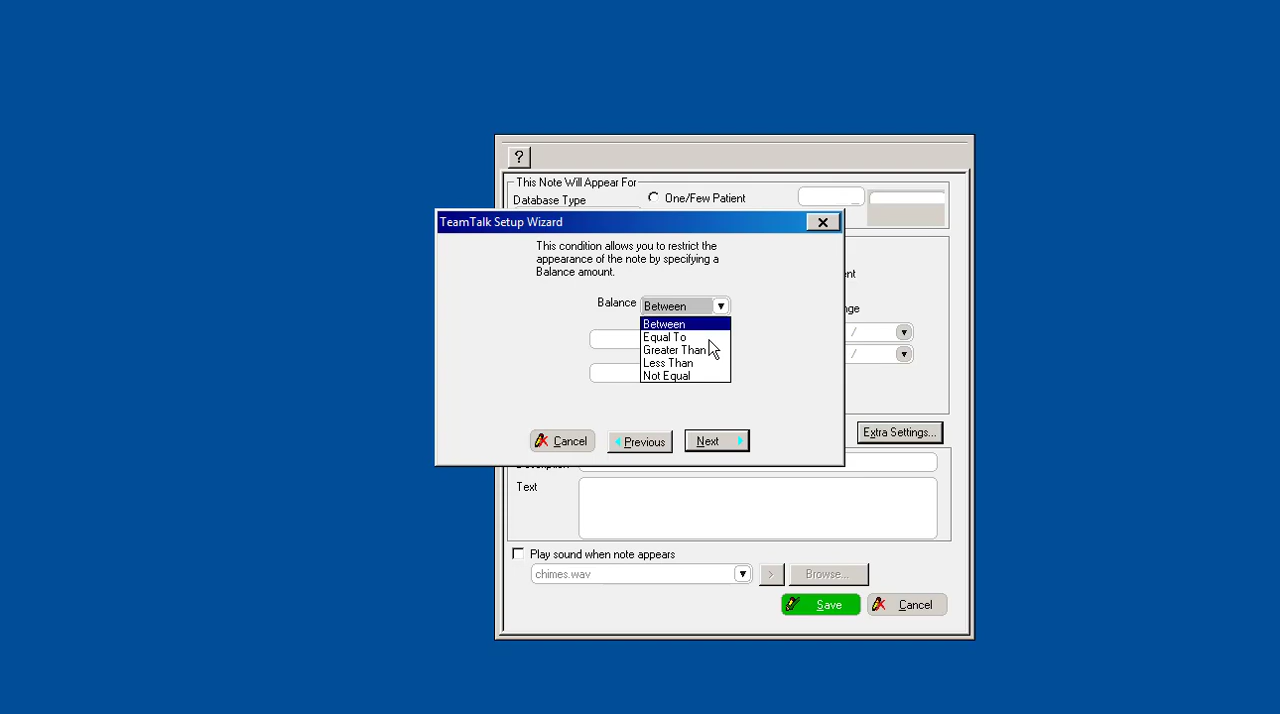 ?
This Note Will Appear For
Database Type
One/Few Patient
TeamTalk Setup Wizard
This condition allows you to restrict the
appearance of the note by specifying a
Balance amount.
Balance Between
Between
Equal To
Greater Than
Less Than
Not Equal
/
/
Cancel Previous Next
Extra Settings...
Text
Play sound when note appears
chimes.wav > Browse...
Save Cancel